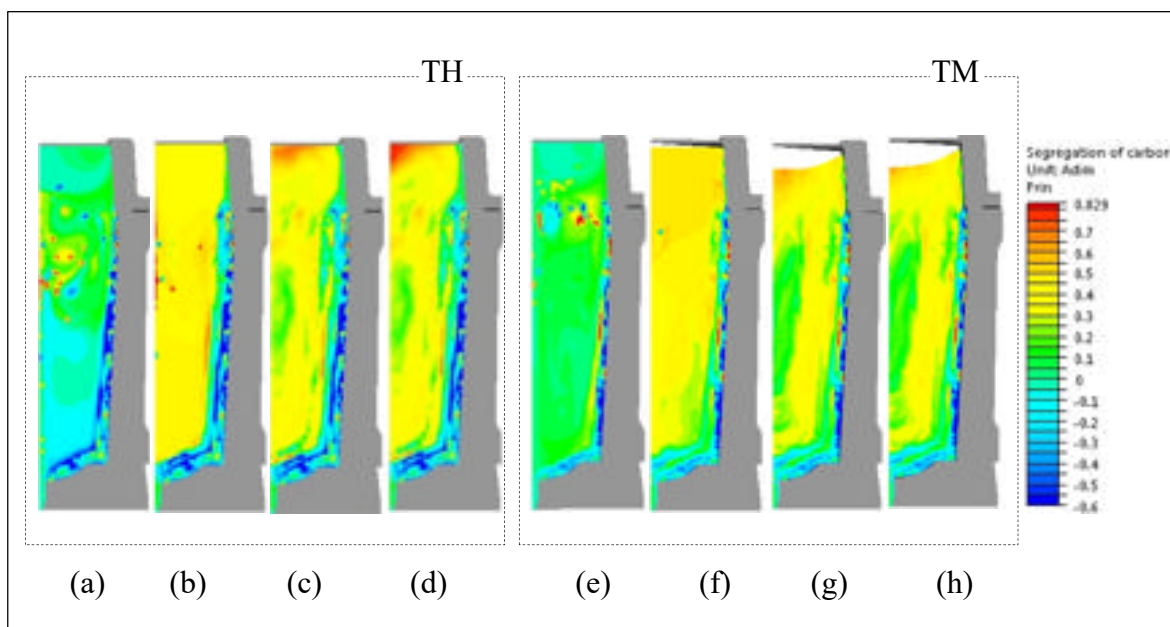 TH
TM
Segregation of carbon
Unit: Adim
Prin
0.829
0.7
0.6
0.5
0.4
0.3
0.2
0.1
0
-0.1
-0.2
-0.3
-0.4
-0.5
-0.6
(a) (b) (c) (d) (e) (f) (g) (h)